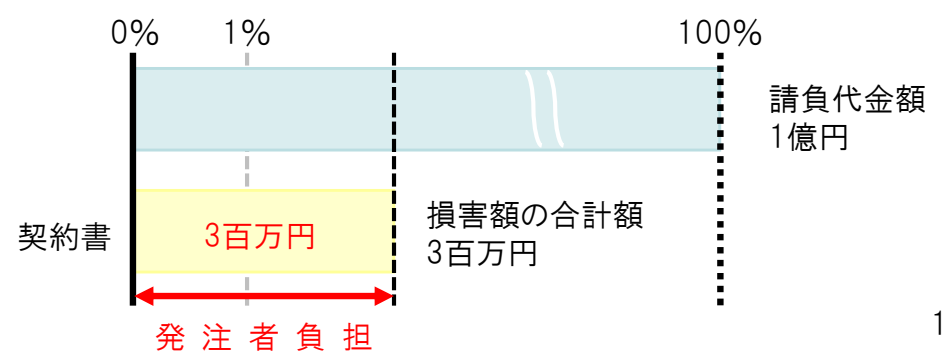 0% 1% 100%
請負代金額
1億円
契約書
3百万円
損害額の合計額
3百万円
発注者負担
1